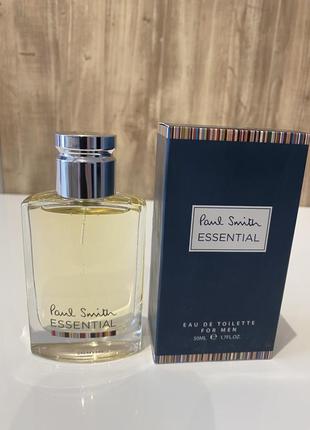 Paul Smith
ESSENTIAL
Paul Smith
ESSENTIAL
EAU DE TOILETTE
FOR MEN
50ML e 1.7FL.OZ.